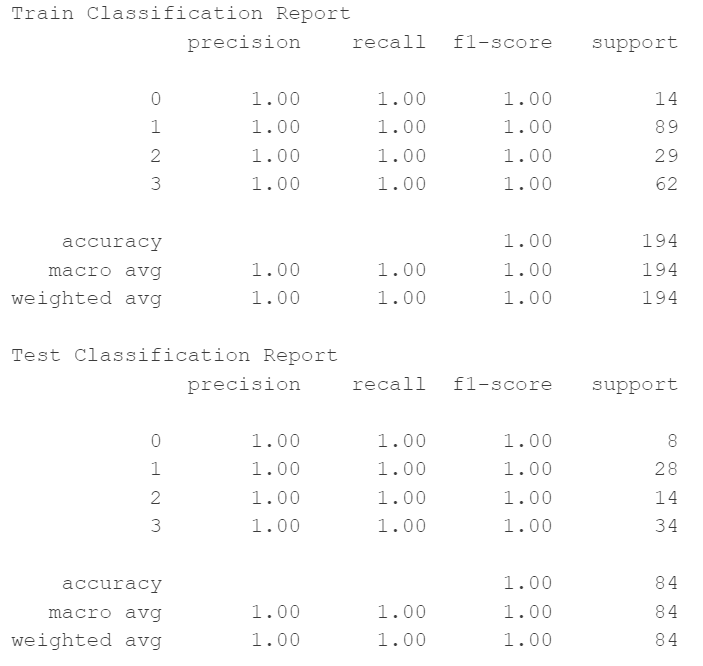 Train Classification Report
precision recall f1-score support
0 1.00 1.00 1.00 14
1 1.00 1.00 1.00 89
2 1.00 1.00 1.00 29
3 1.00 1.00 1.00 62
accuracy 1.00 194
macro avg 1.00 1.00 1.00 194
weighted avg 1.00 1.00 1.00 194
Test Classification Report
precision recall f1-score support
0 1.00 1.00 1.00 8
1 1.00 1.00 1.00 28
2 1.00 1.00 1.00 14
3 1.00 1.00 1.00 34
accuracy 1.00 84
macro avg 1.00 1.00 1.00 84
weighted avg 1.00 1.00 1.00 84